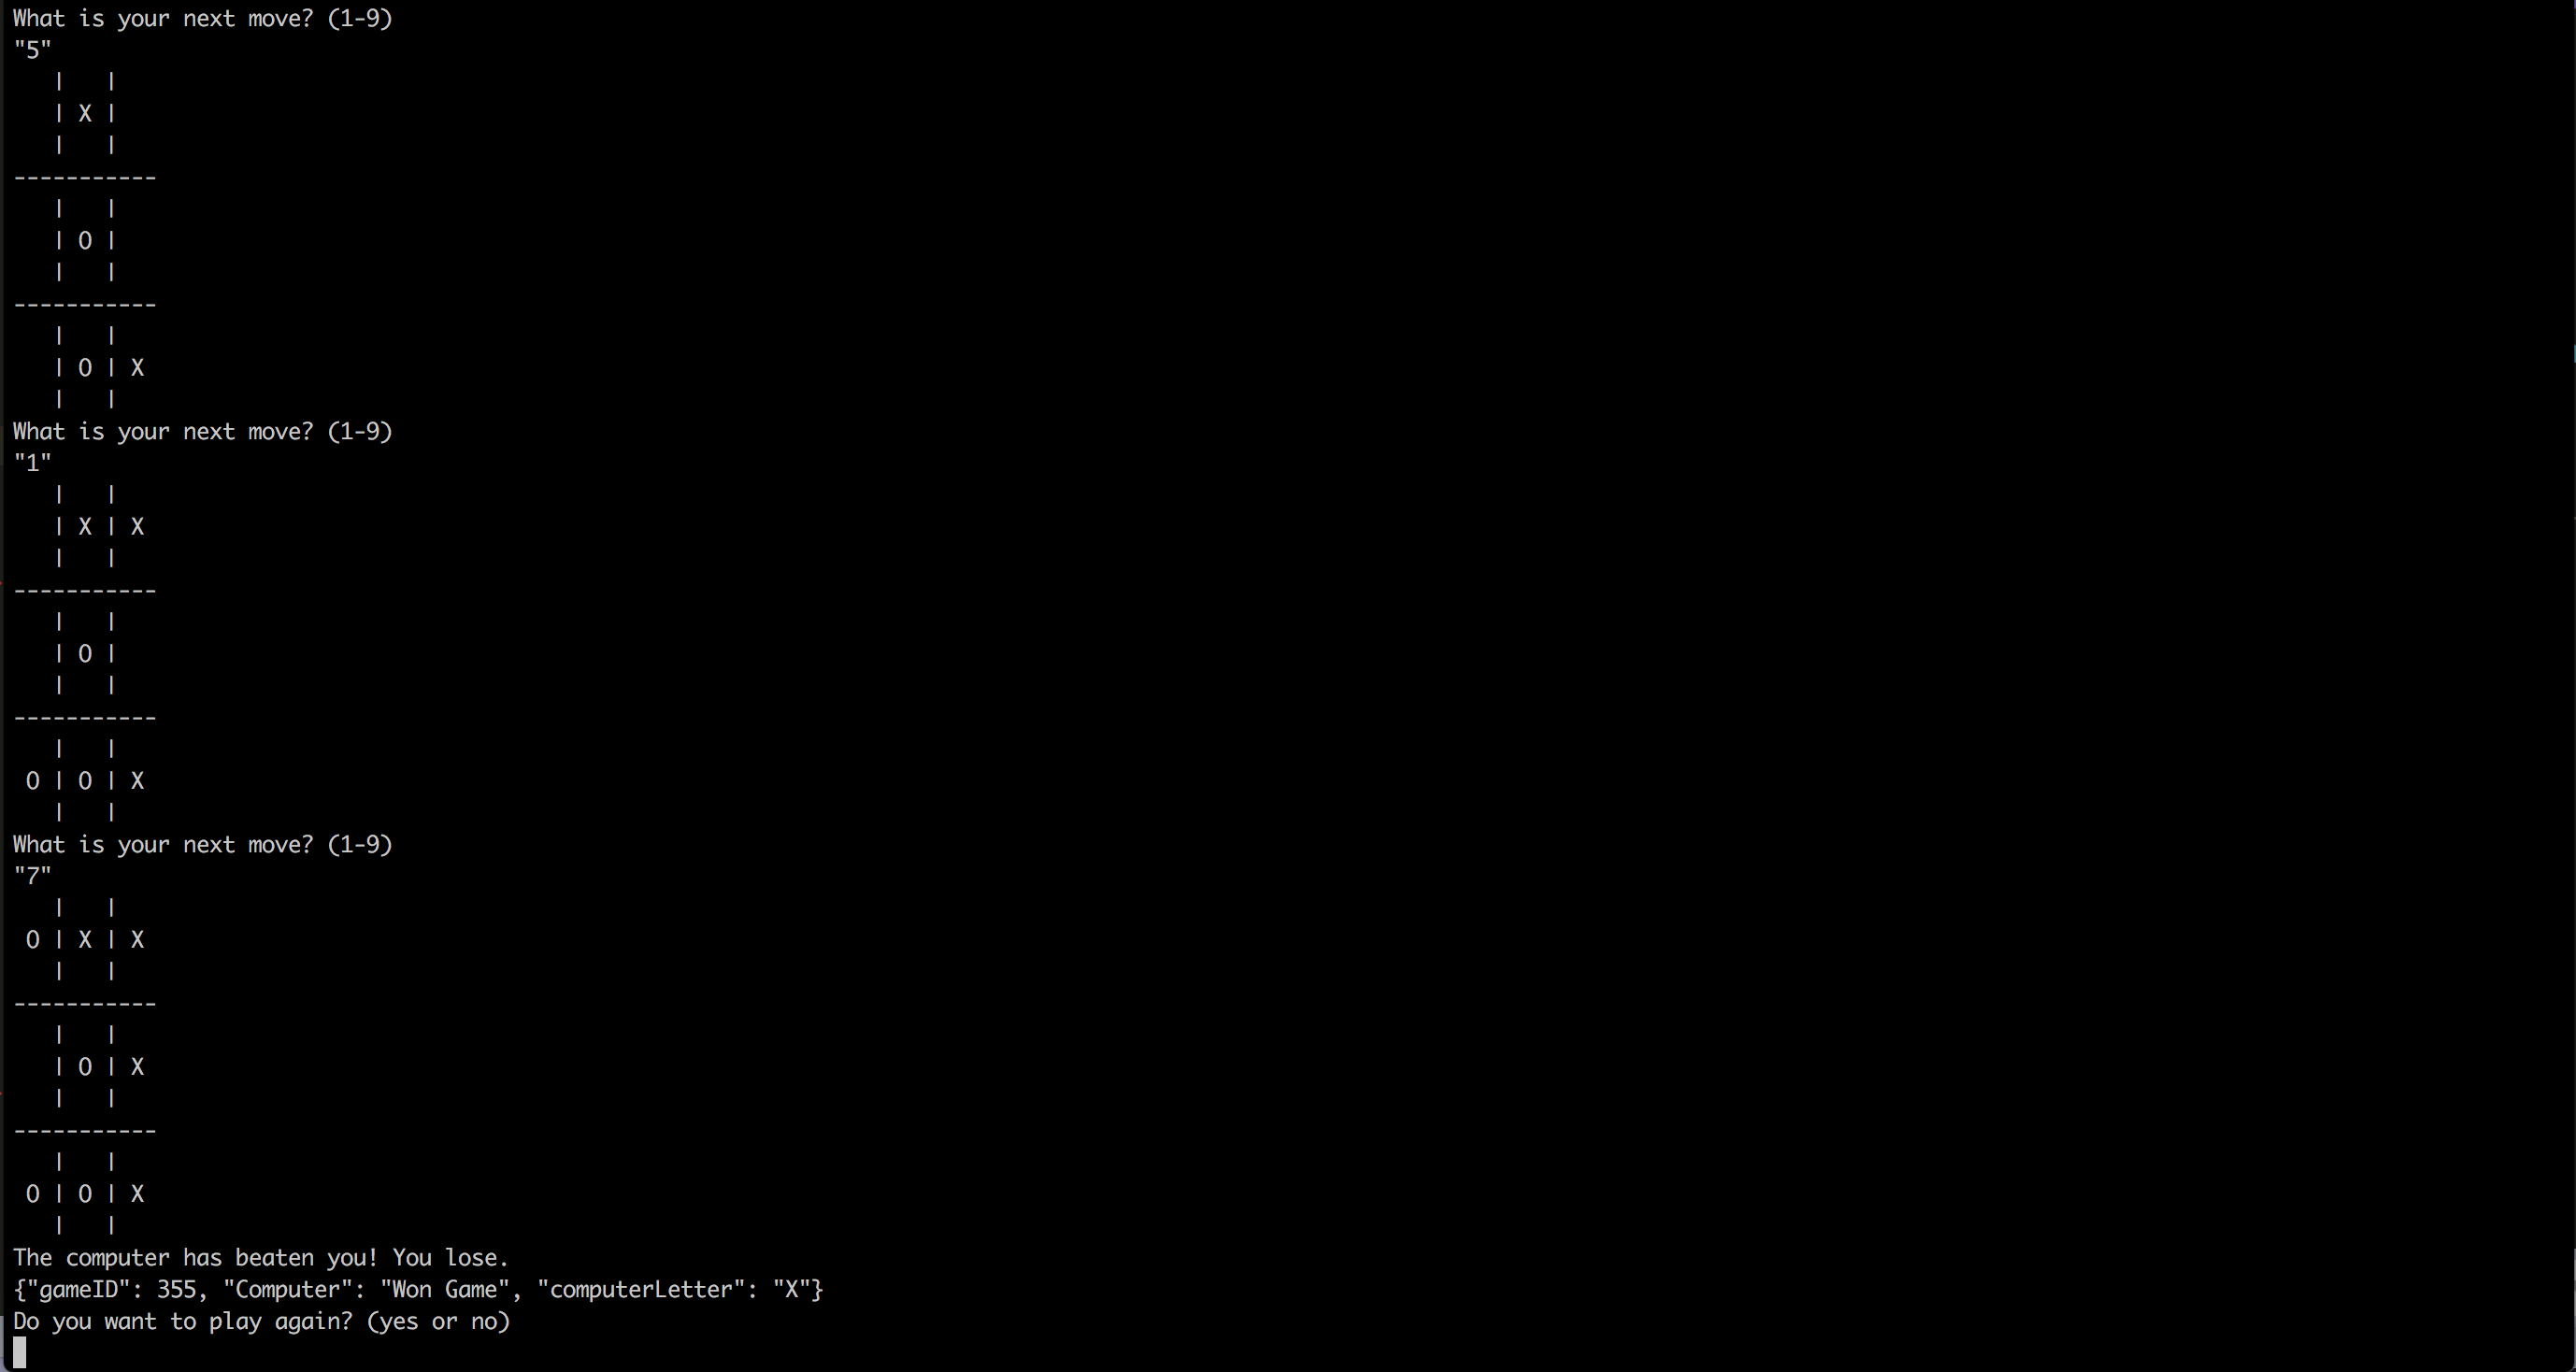 What is your next move? (1-9)
"5"
   |   |
   | X |
   |   |
-----------
   |   |
   | O |
   |   |
-----------
   |   |
   | O | X
   |   |
What is your next move? (1-9)
"1"
   |   |
   | X | X
   |   |
-----------
   |   |
   | O |
   |   |
-----------
   |   |
 O | O | X
   |   |
What is your next move? (1-9)
"7"
   |   |
 O | X | X
   |   |
-----------
   |   |
   | O | X
   |   |
-----------
   |   |
 O | O | X
   |   |
The computer has beaten you! You lose.
{"gameID": 355, "Computer": "Won Game", "computerLetter": "X"}
Do you want to play again? (yes or no)